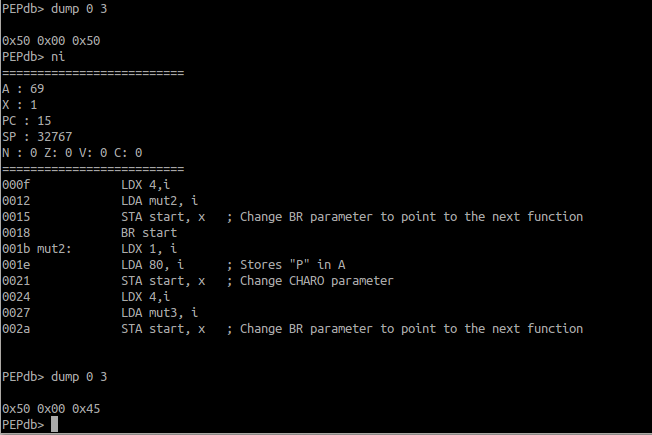 PEPdb> dump 0 3
0x50 0x00 0x50
PEPdb> ni
==========================
A : 69
X : 1
PC : 15
SP : 32767
N : 0 Z: 0 V: 0 C: 0
==========================
000f LDX 4,i
0012 LDA mut2, i
0015 STA start, x ; Change BR parameter to point to the next function
0018 BR start
001b mut2: LDX 1, i
001e LDA 80, i ; Stores "P" in A
0021 STA start, x ; Change CHARO parameter
0024 LDX 4,i
0027 LDA mut3, i
002a STA start, x ; Change BR parameter to point to the next function
PEPdb> dump 0 3
0x50 0x00 0x45
PEPdb>